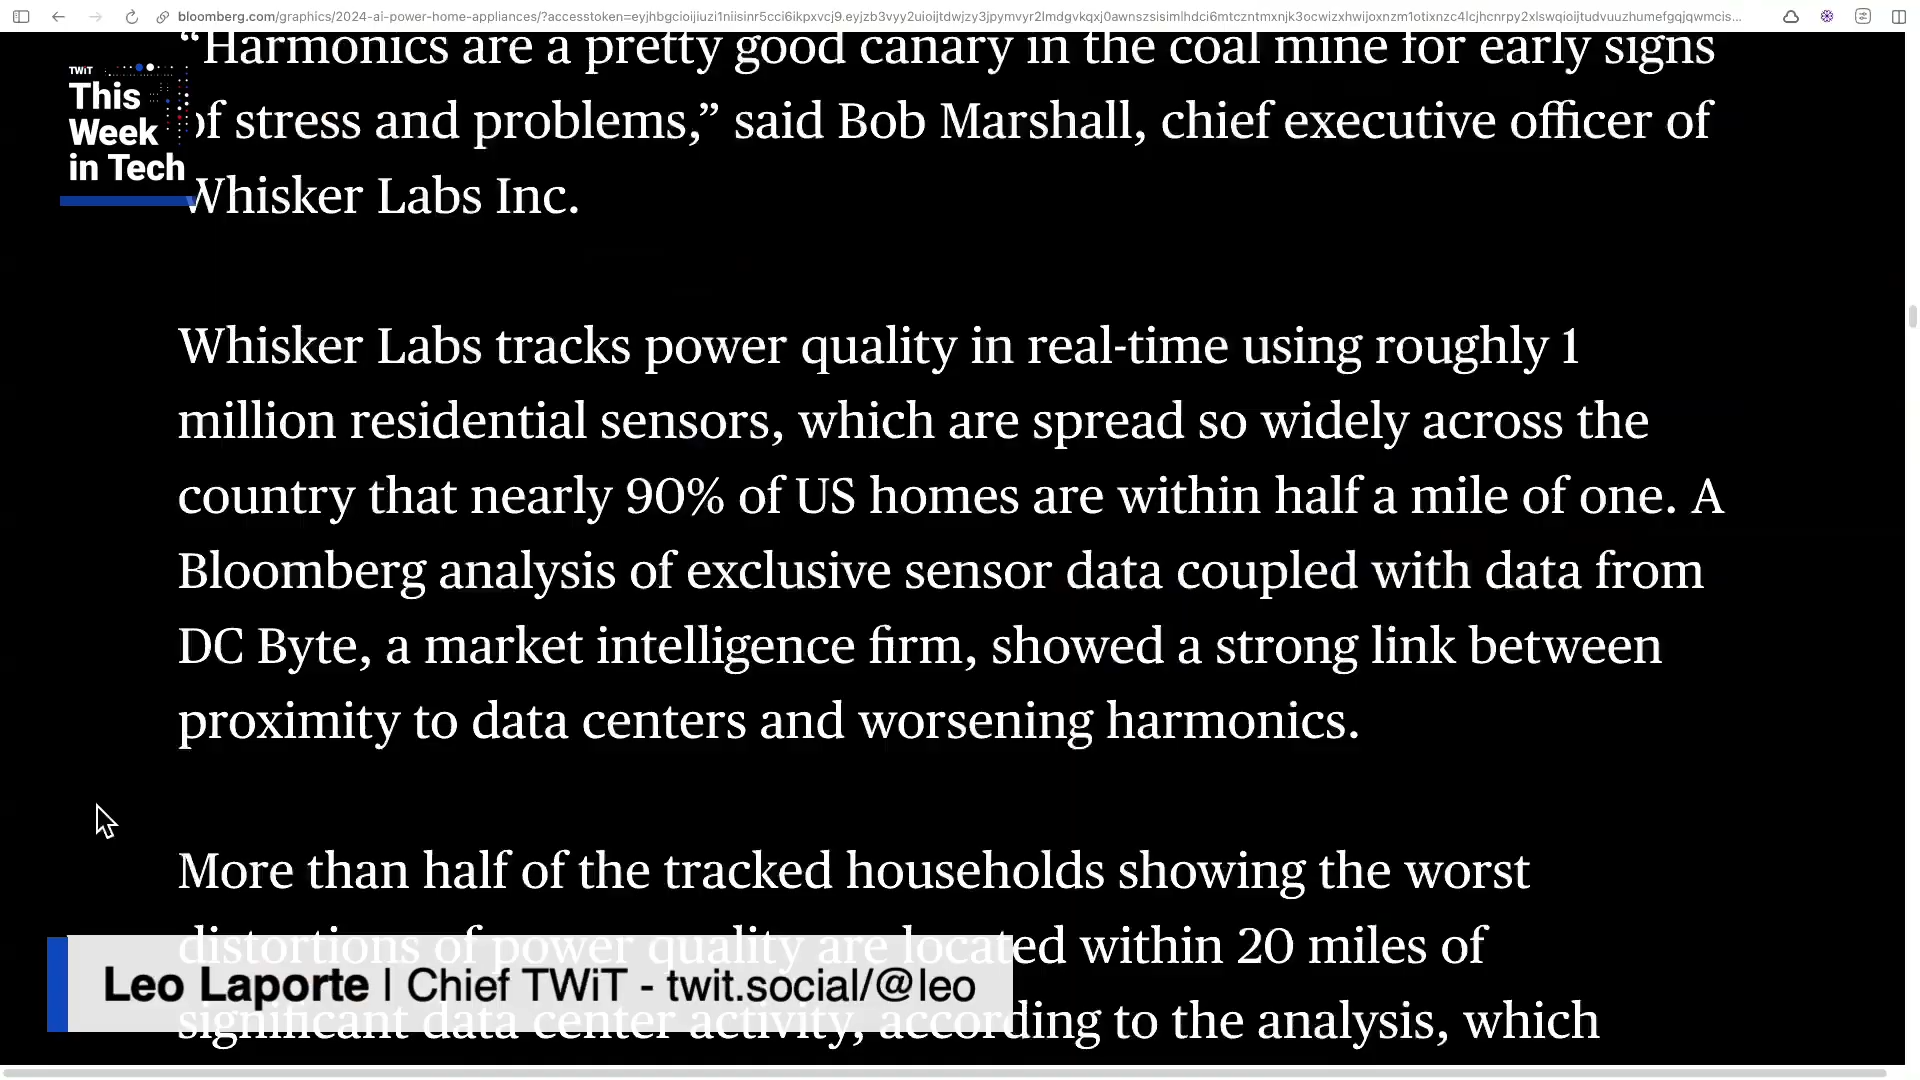 bloomberg.com/graphics/2024-ai-power-home-appliances/?accesstoken=
"Harmonics are a pretty good canary in the coal mine for early signs
TWiT
This
Week
in Tech
of stress and problems," said Bob Marshall, chief executive officer of
Whisker Labs Inc.
Whisker Labs tracks power quality in real-time using roughly 1
million residential sensors, which are spread so widely across the
country that nearly 90% of US homes are within half a mile of one. A
Bloomberg analysis of exclusive sensor data coupled with data from
DC Byte, a market intelligence firm, showed a strong link between
proximity to data centers and worsening harmonics.
More than half of the tracked households showing the worst
distortions of power quality are located within 20 miles of
Leo Laporte | Chief TWiT - twit.social/@leo
significant data center activity, according to the analysis, which